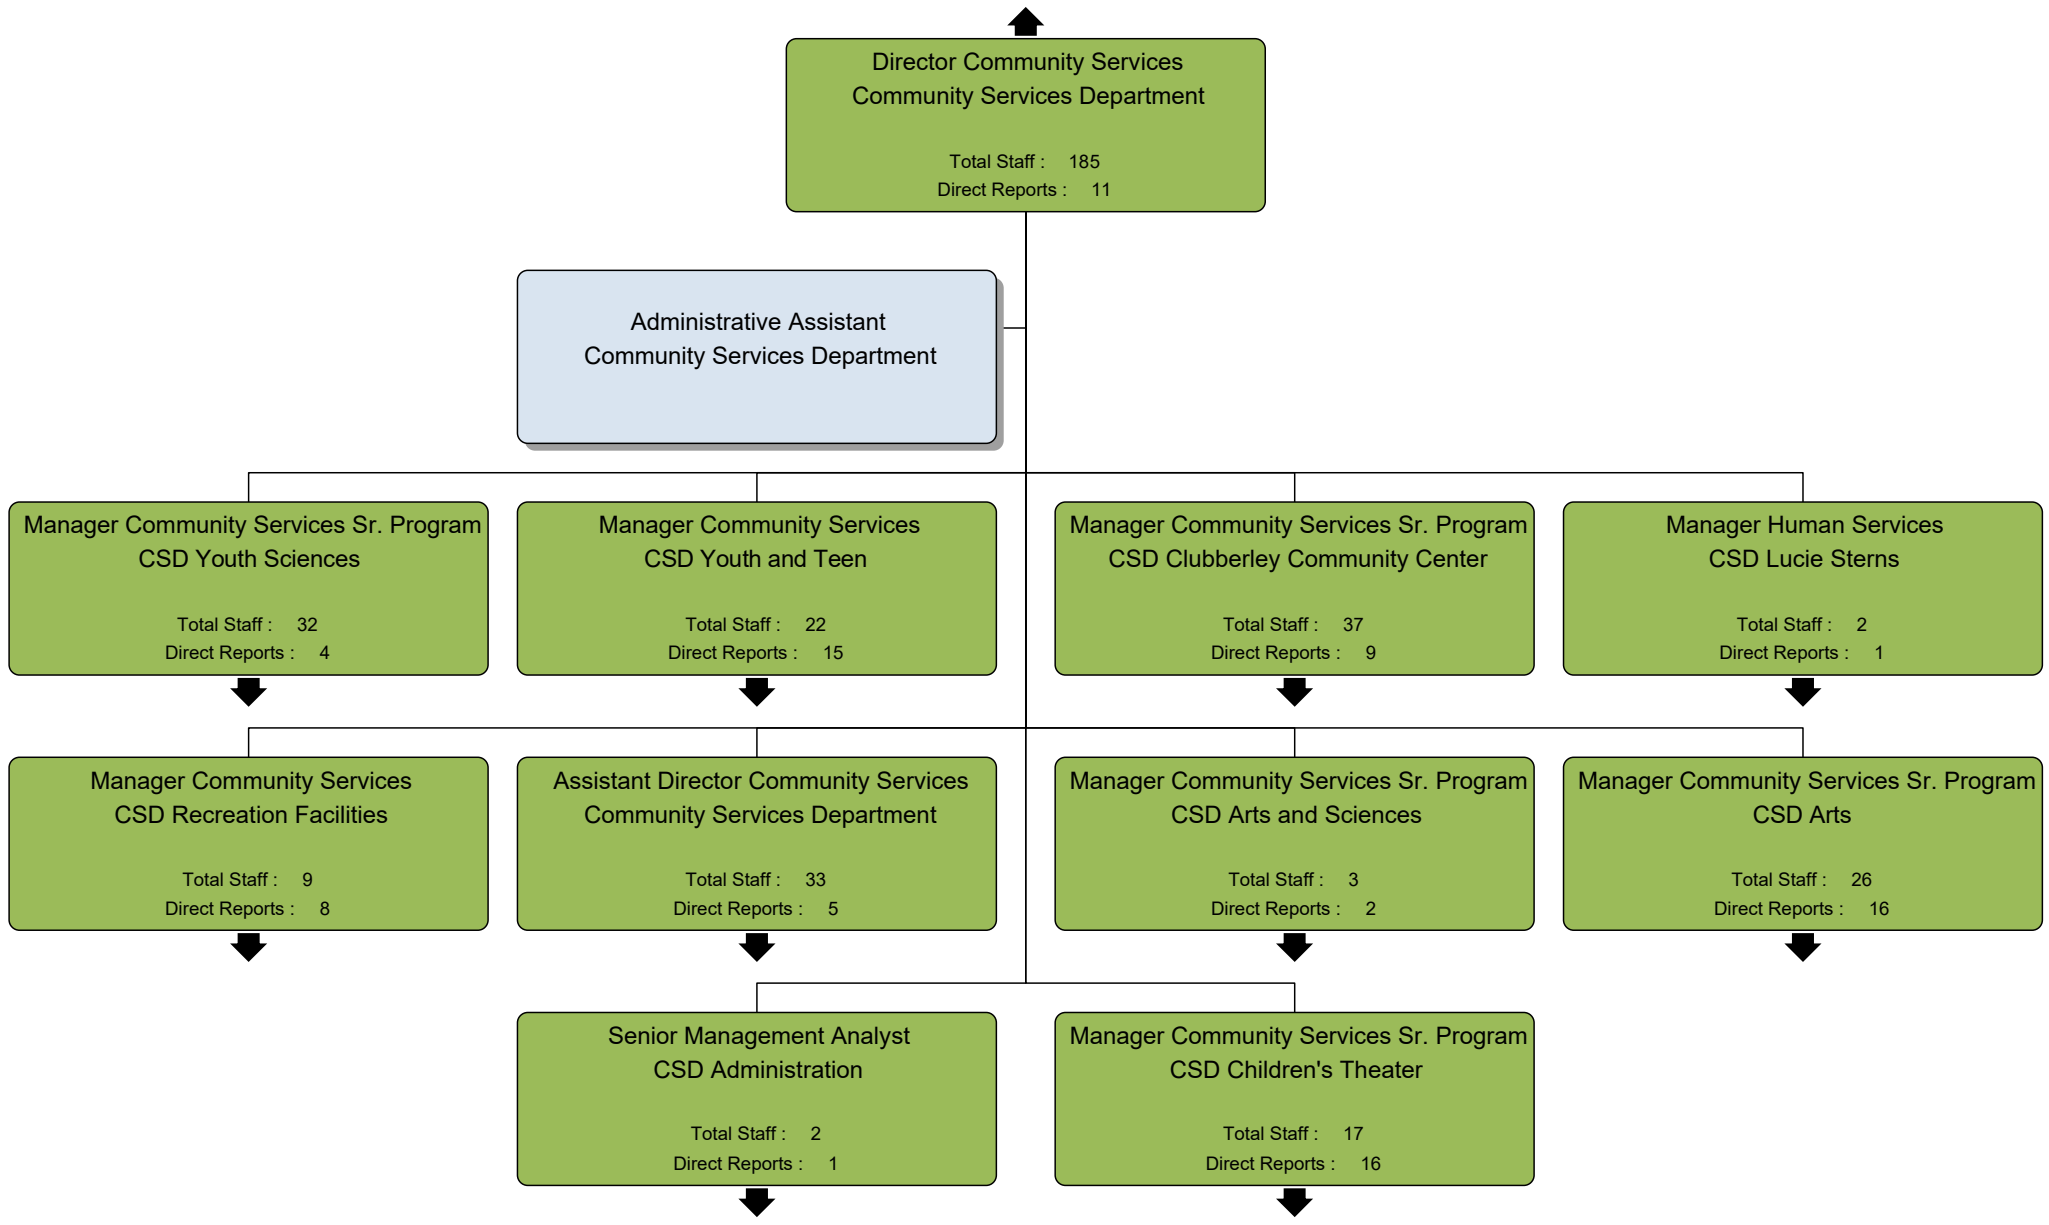 Director Community Services
Community Services Department
Total Staff : 185
Direct Reports : 11
Administrative Assistant
Community Services Department
Manager Community Services Sr. Program
CSD Youth Sciences
Total Staff : 32
Direct Reports : 4
Manager Community Services
CSD Youth and Teen
Total Staff : 22
Direct Reports : 15
Manager Community Services Sr. Program
CSD Clubberley Community Center
Total Staff : 37
Direct Reports : 9
Manager Human Services
CSD Lucie Sterns
Total Staff : 2
Direct Reports : 1
Manager Community Services
CSD Recreation Facilities
Total Staff : 9
Direct Reports : 8
Assistant Director Community Services
Community Services Department
Total Staff : 33
Direct Reports : 5
Manager Community Services Sr. Program
CSD Arts and Sciences
Total Staff : 3
Direct Reports : 2
Manager Community Services Sr. Program
CSD Arts
Total Staff : 26
Direct Reports : 16
Senior Management Analyst
CSD Administration
Total Staff : 2
Direct Reports : 1
Manager Community Services Sr. Program
CSD Children's Theater
Total Staff : 17
Direct Reports : 16